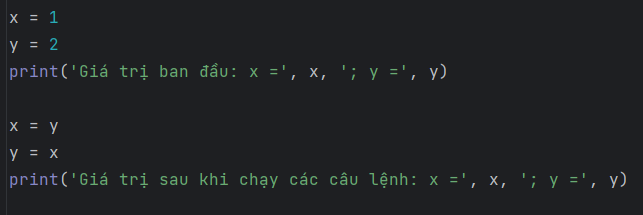 x = 1
y = 2
print('Giá trị ban đầu: x =', x, '; y =', y)
x = y
y = x
print('Giá trị sau khi chạy các câu lệnh: x =', x, '; y =', y)